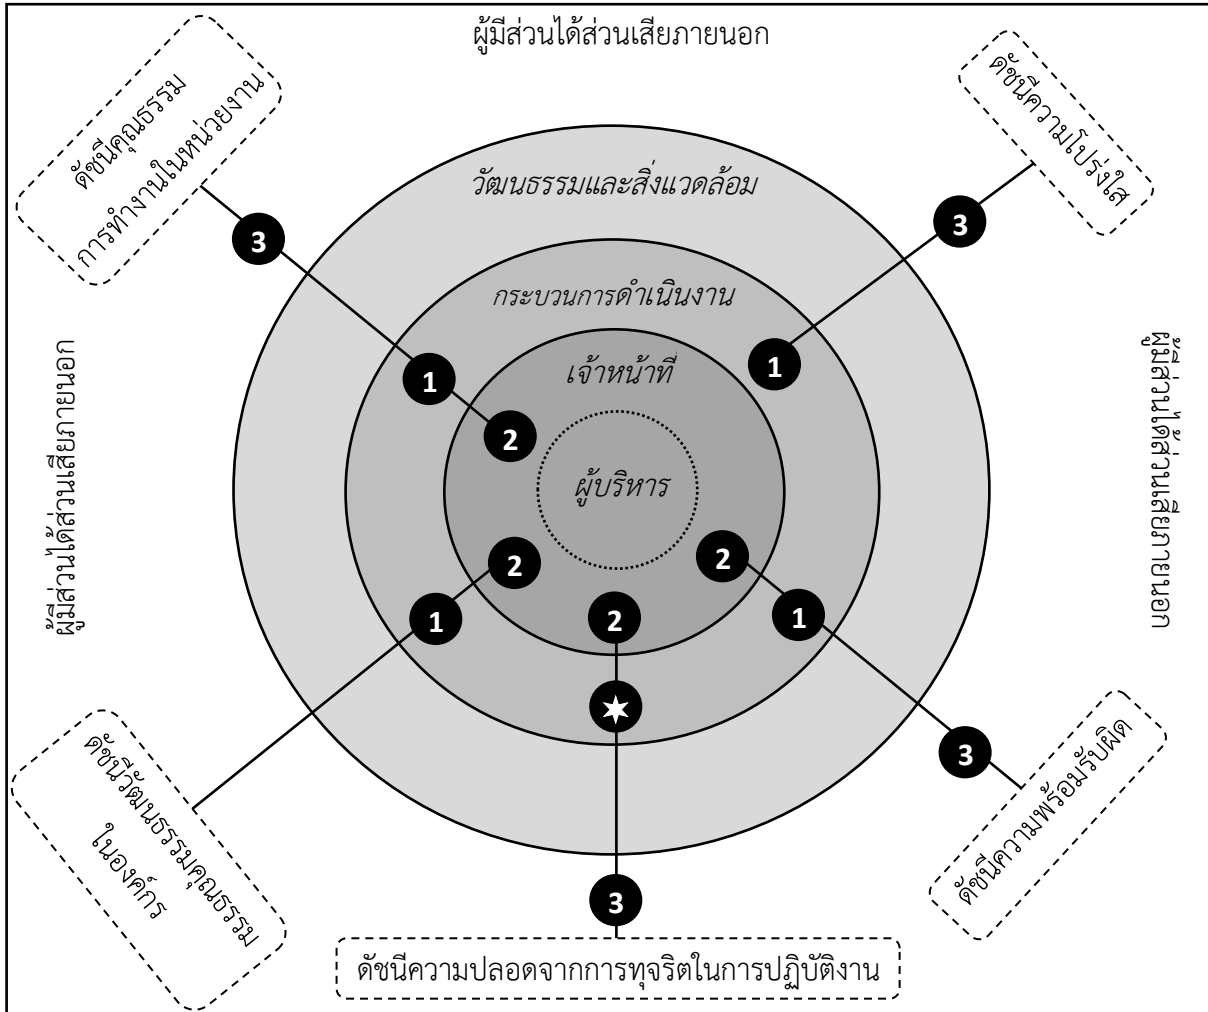 ผู้มีส่วนได้ส่วนเสียภายนอก
ดัชนีคุณธรรม
การทำงานในหน่วยงาน
ดัชนีความโปร่งใส
วัฒนธรรมและสิ่งแวดล้อม
3
3
กระบวนการดำเนินงาน
เจ้าหน้าที่
1
1
2
ผู้บริหาร
ผู้มีส่วนได้ส่วนเสียภายนอก
ผู้มีส่วนได้ส่วนเสียภายนอก
2
2
1
2
1
3
3
ดัชนีวัฒนธรรมคุณธรรม
ในองค์กร
ดัชนีความพร้อมรับผิด
ดัชนีความปลอดจากการทุจริตในการปฏิบัติงาน